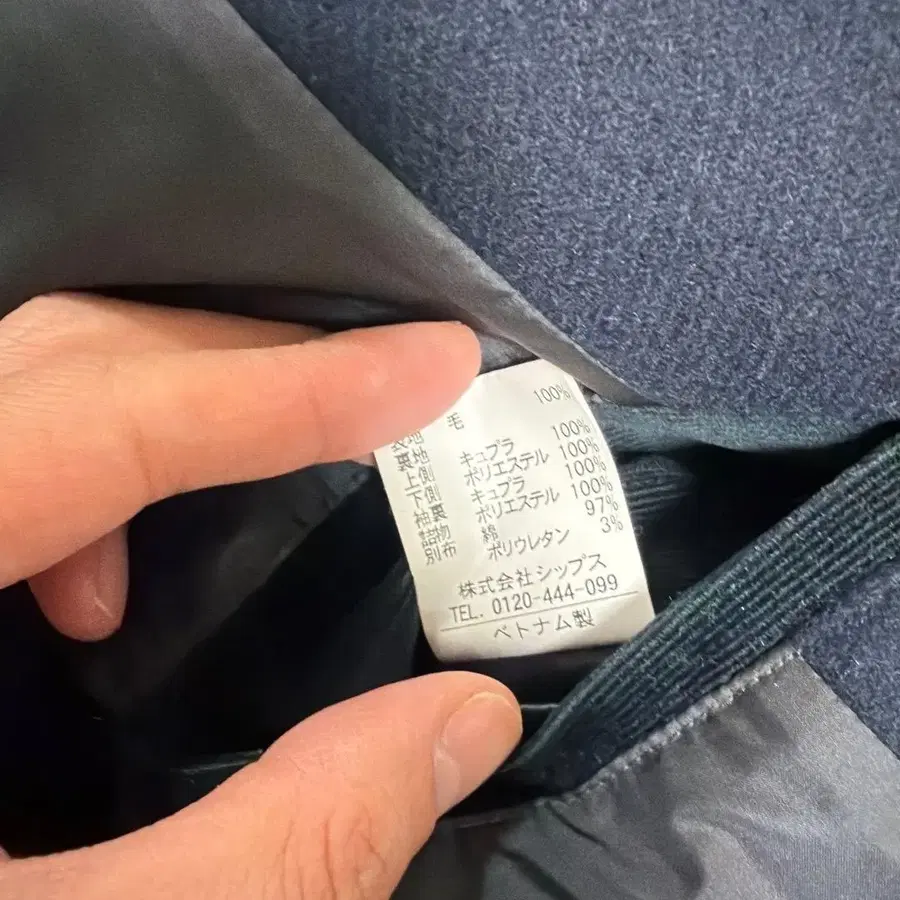 表地 毛 100%
裏地
上側 キュプラ 100%
下側 ポリエステル 100%
袖裏 キュプラ 100%
詰物 ポリエステル 100%
別布 綿 97%
ポリウレタン 3%
株式会社シップス
TEL. 0120-444-099
ベトナム製